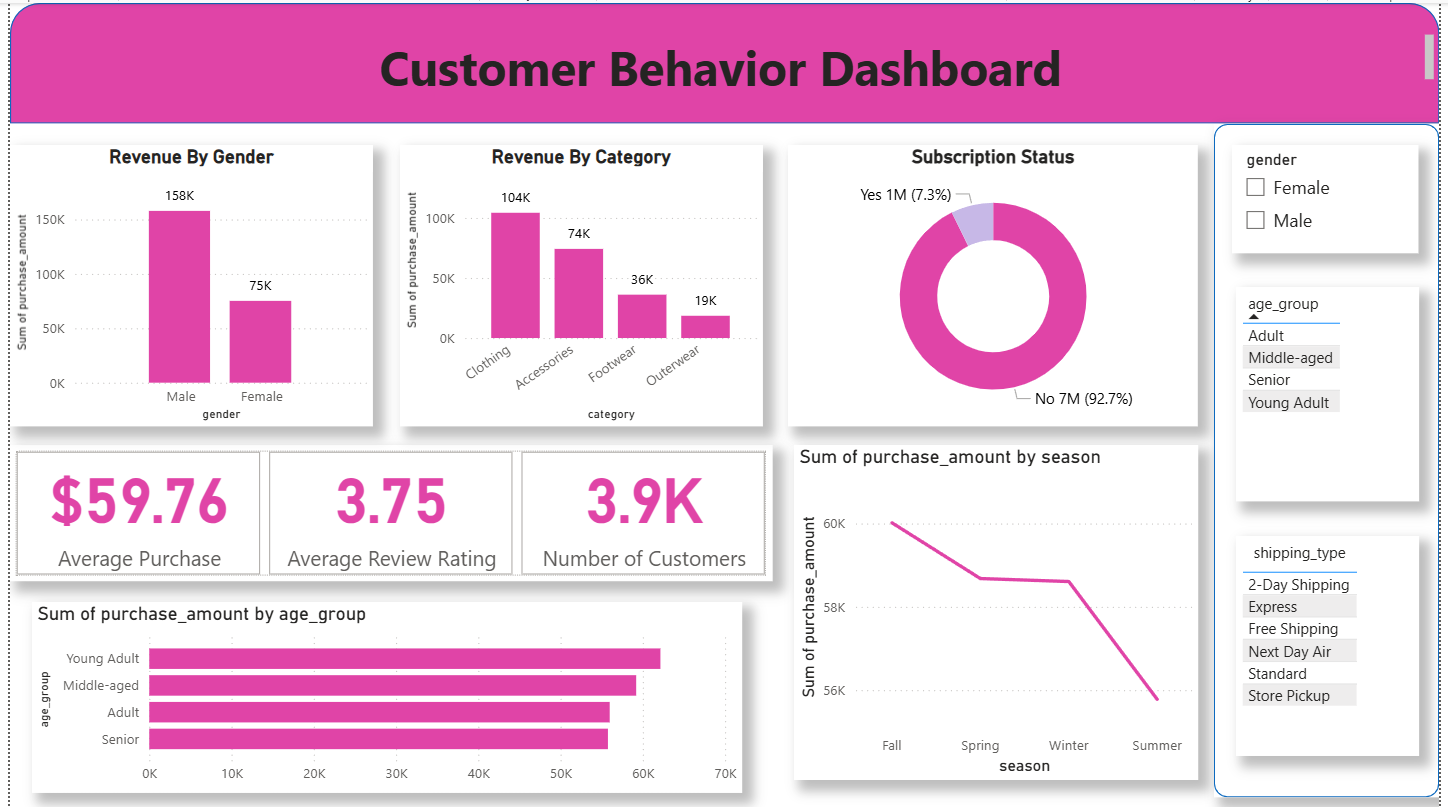 Customer Behavior Dashboard
Revenue By Gender
Sum of purchase_amount
150K
100K
50K
0K
158K
75K
Male
Female
gender
Revenue By Category
Sum of purchase_amount
100K
50K
0K
104K
74K
36K
19K
Clothing
Accessories
Footwear
Outerwear
category
Subscription Status
Yes 1M (7.3%)
No 7M (92.7%)
gender
Female
Male
age_group
Adult
Middle-aged
Senior
Young Adult
shipping_type
2-Day Shipping
Express
Free Shipping
Next Day Air
Standard
Store Pickup
$59.76
Average Purchase
3.75
Average Review Rating
3.9K
Number of Customers
Sum of purchase_amount by season
Sum of purchase_amount
60K
58K
56K
Fall
Spring
Winter
Summer
season
Sum of purchase_amount by age_group
age_group
Young Adult
Middle-aged
Adult
Senior
0K
10K
20K
30K
40K
50K
60K
70K